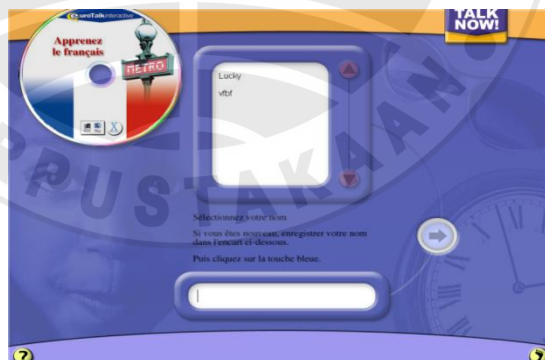 euroTalk interactive
TALK
NOW!
Apprenez
le français
METRO
Lucky
vfbf
Sélectionnez votre nom
Si vous êtes nouveau, enregistrer votre nom
dans l'encart ci-dessous.
Puis cliquez sur la touche bleue.
?
PPUSTAKAAN